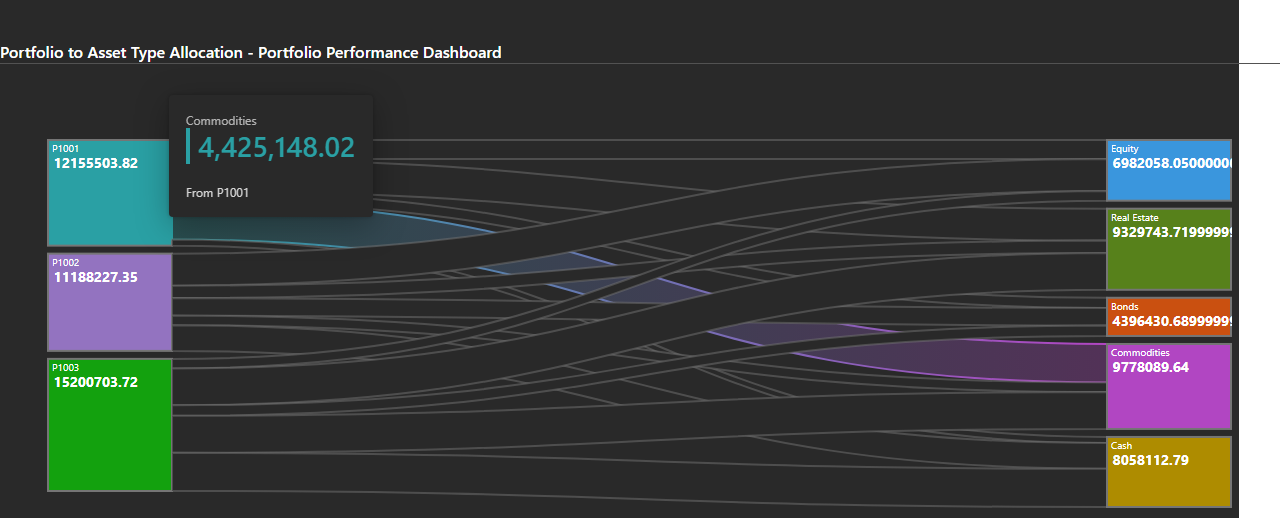 Portfolio to Asset Type Allocation - Portfolio Performance Dashboard
Commodities
4,425,148.02
From P1001
P1001
12155503.82
P1002
11188227.35
P1003
15200703.72
Equity
6982058.0500000
Real Estate
9329743.71999999
Bonds
4396430.68999999
Commodities
9778089.64
Cash
8058112.79